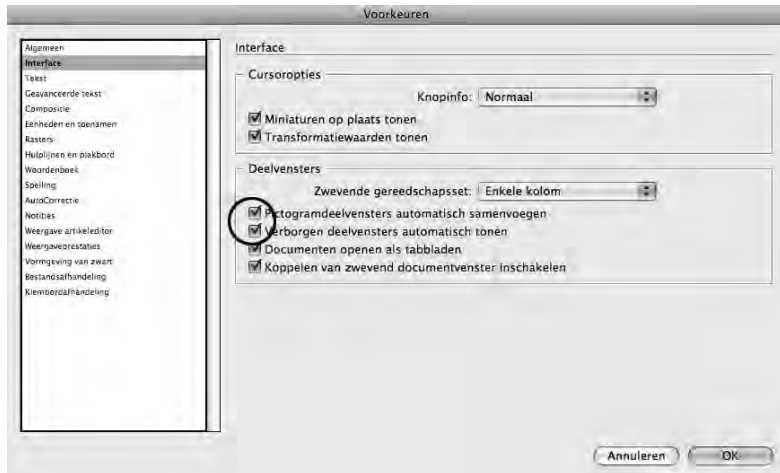 Voorkeuren
Algemeen
Interface
Tekst
Geavanceerde tekst
Compositie
Eenheden en toenamen
Rasters
Hulplijnen en plakbord
Woordenboek
Spelling
AutoCorrectie
Notities
Weergave artikeleditor
Weergaveprestaties
Vormgeving van zwart
Bestandsafhandeling
Klembordafhandeling
Interface
Cursoropties
Knopinfo: Normaal
Miniaturen op plaats tonen
Transformatiewaarden tonen
Deelvensters
Zwevende gereedschapsset: Enkele kolom
Pictogramdeelvensters automatisch samenvoegen
Verborgen deelvensters automatisch tonen
Documenten openen als tabbladen
Koppelen van zwevend documentvenster inschakelen
Annuleren
OK